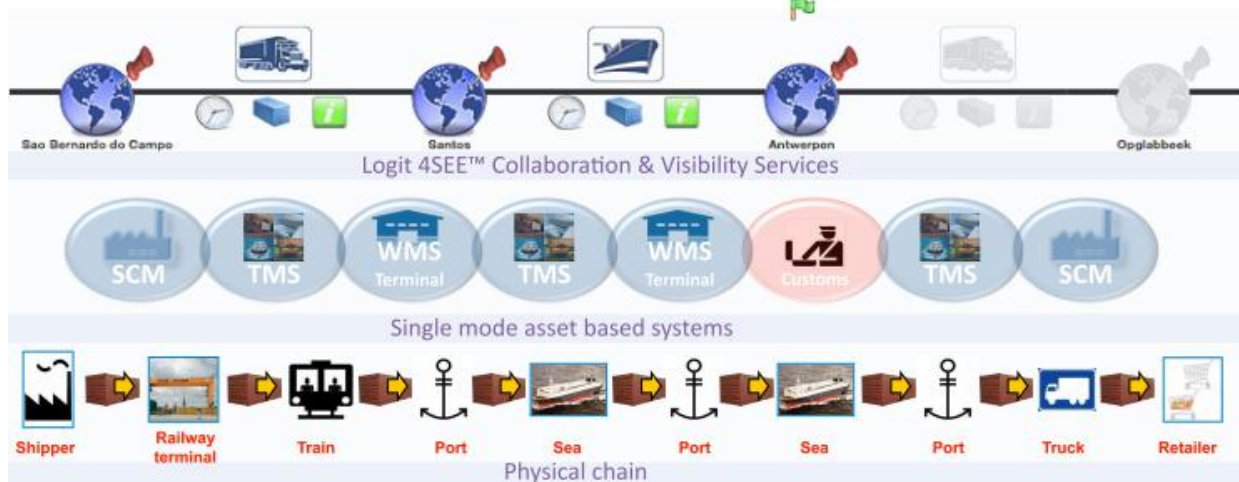 Sao Bernardo do Campo Santos Antwerpen Opglabbeek
Logit 4SEE™ Collaboration & Visibility Services
SCM TMS WMS Terminal TMS WMS Terminal Customs TMS SCM
Single mode asset based systems
Shipper Railway terminal Train Port Sea Port Sea Port Truck Retailer
Physical chain